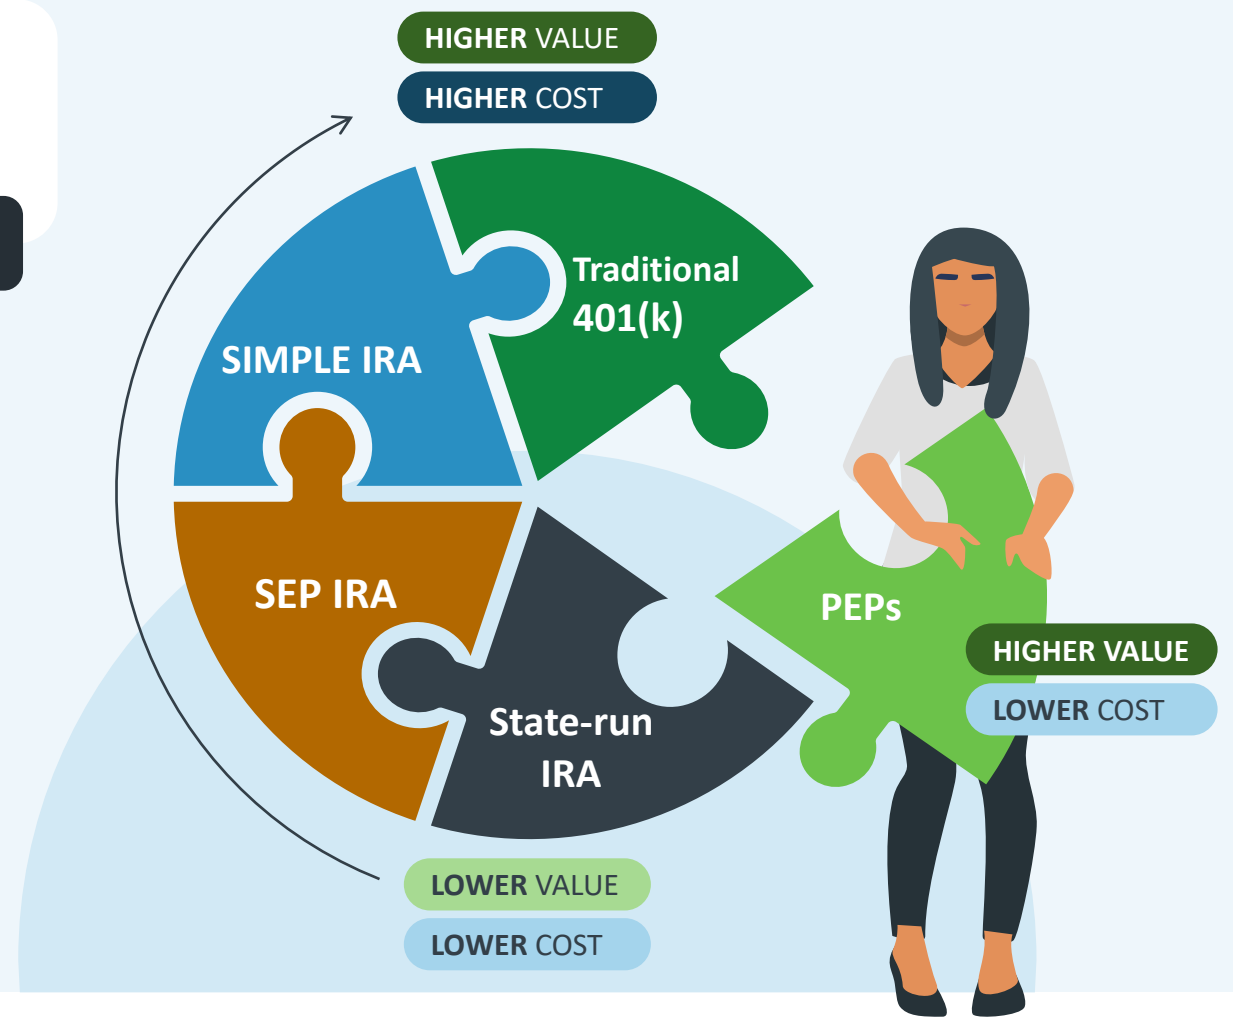 HIGHER VALUE
HIGHER COST
Traditional
401(k)
SIMPLE IRA
SEP IRA
PEPs
HIGHER VALUE
LOWER COST
State-run
IRA
LOWER VALUE
LOWER COST